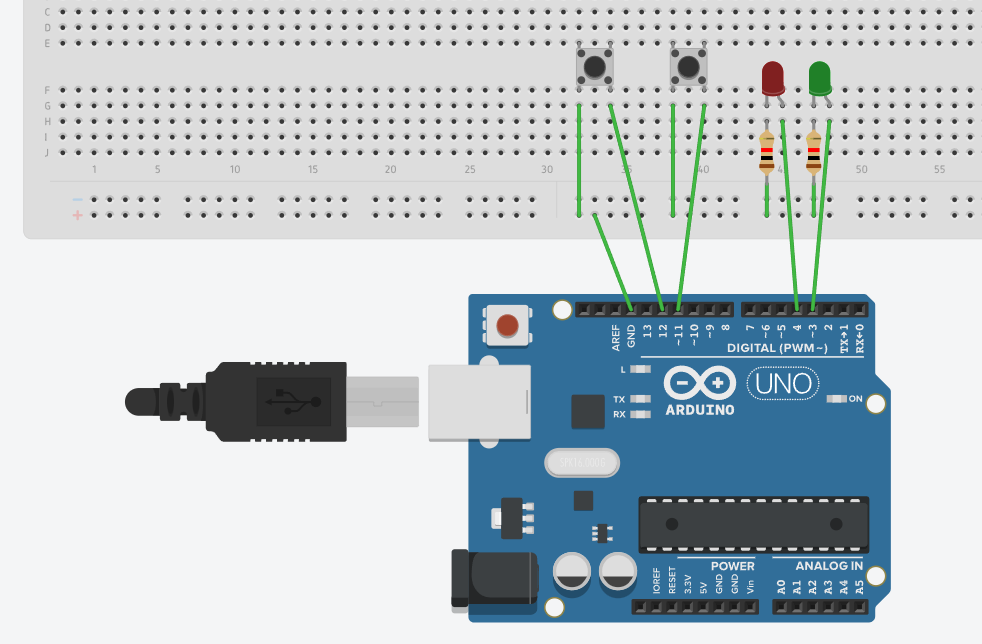 C
D
E
F
G
H
I
J
1 5 10 15 20 25 30 35 40 4 50 55
−
+
AREF GND 13 12 ~11 ~10 ~9 8 7 ~6 ~5 4 ~3 2 TX→1 RX←0
DIGITAL (PWM~)
L
TX
RX
UNO
ARDUINO
ON
POWER ANALOG IN
IOREF RESET 3.3V 5V GND GND Vin A0 A1 A2 A3 A4 A5